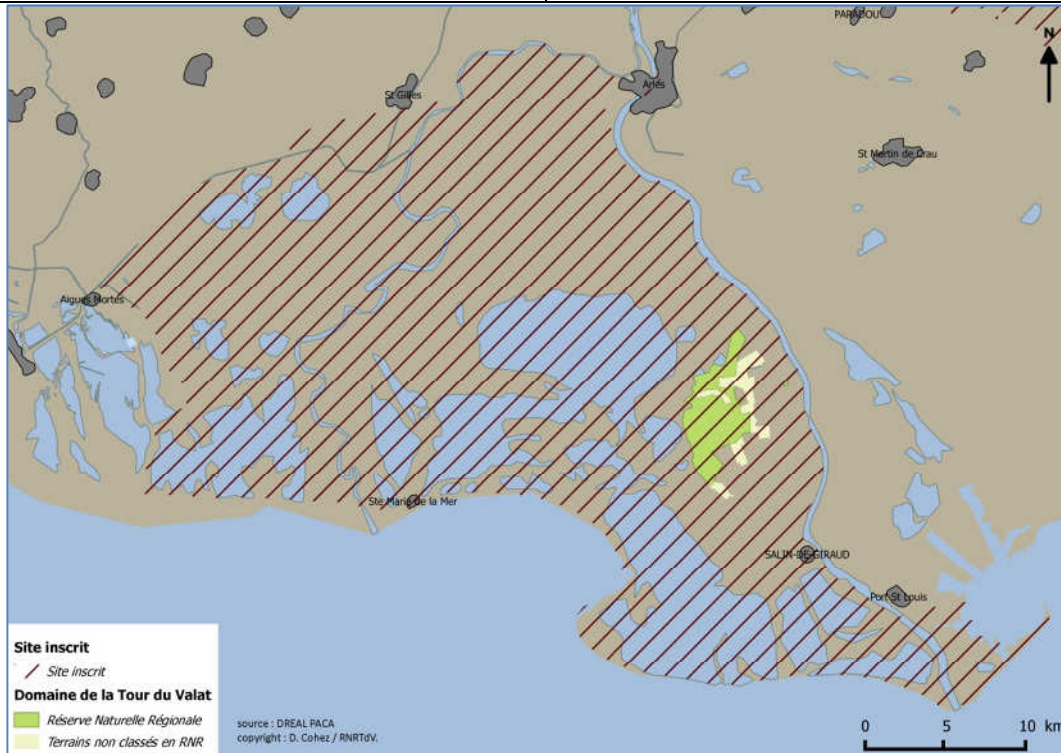 PARADOU
N
St Gilles
Arles
St Martin de Crau
Aigues Mortes
Ste Marie de la Mer
SALIN-DE-GIRAUD
Port St Louis
Site inscrit
Site inscrit
Domaine de la Tour du Valat
Réserve Naturelle Régionale
Terrains non classés en RNR
source : DREAL PACA
copyright : D. Cohez / RNRTdV.
0 5 10 km